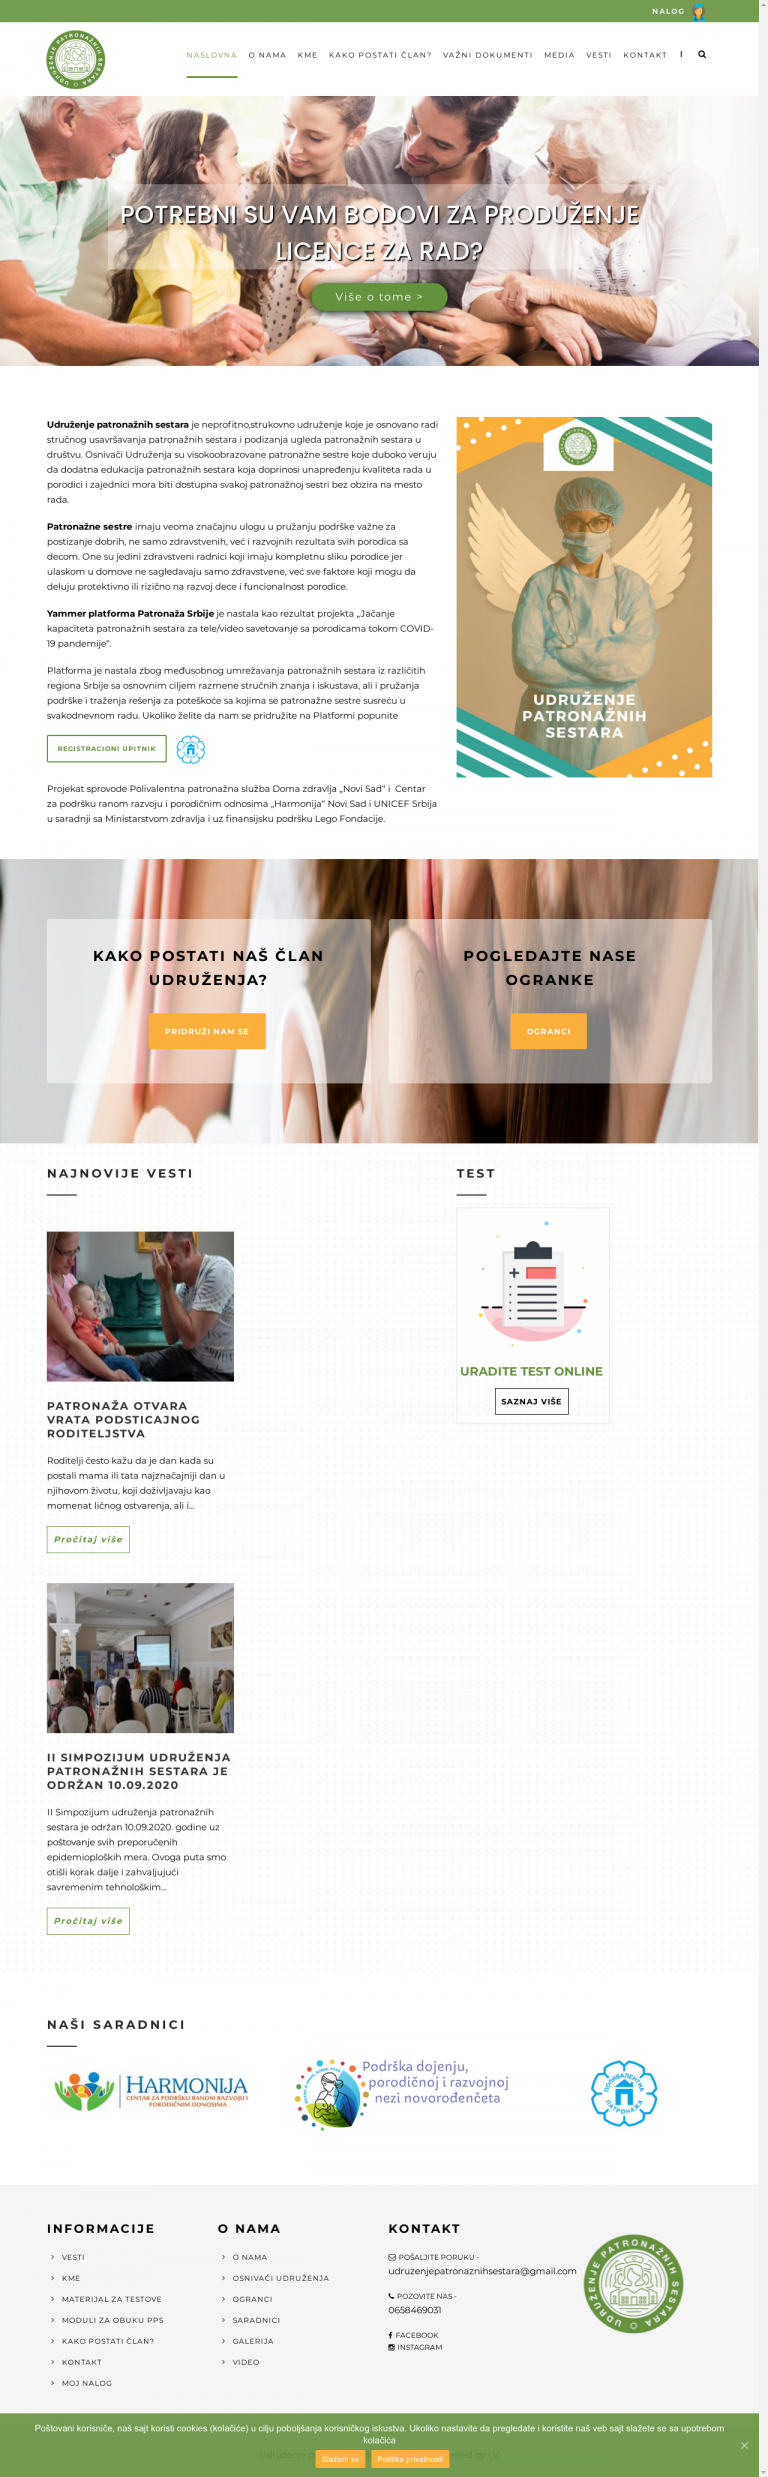 NALOG
NASLOVNA O NAMA KME KAKO POSTATI ČLAN? VAŽNI DOKUMENTI MEDIA VESTI KONTAKT
POTREBNI SU VAM BODOVI ZA PRODUŽENJE
LICENCE ZA RAD?
Više o tome >
Udruženje patronažnih sestara je neprofitno,strukovno udruženje koje je osnovano radi
stručnog usavršavanja patronažnih sestara i podizanja ugleda patronažnih sestara u
društvu. Osnivači Udruženja su visokoobrazovane patronažne sestre koje duboko veruju
da dodatna edukacija patronažnih sestara koja doprinosi unapređenju kvaliteta rada u
porodici i zajednici mora biti dostupna svakoj patronažnoj sestri bez obzira na mesto
rada.
Patronažne sestre imaju veoma značajnu ulogu u pružanju podrške važne za
postizanje dobrih, ne samo zdravstvenih, već i razvojnih rezultata svih porodica sa
decom. One su jedini zdravstveni radnici koji imaju kompletnu sliku porodice jer
ulaskom u domove ne sagledavaju samo zdravstvene, već sve faktore koji mogu da
deluju protektivno ili rizično na razvoj dece i funcionalnost porodice.
Yammer platforma Patronaža Srbije je nastala kao rezultat projekta „Jačanje
kapaciteta patronažnih sestara za tele/video savetovanje sa porodicama tokom COVID-
19 pandemije“.
Platforma je nastala zbog međusobnog umrežavanja patronažnih sestara iz različitih
regiona Srbije sa osnovnim ciljem razmene stručnih znanja i iskustava, ali i pružanja
podrške i traženja rešenja za poteškoće sa kojima se patronažne sestre susreću u
svakodnevnom radu. Ukoliko želite da nam se pridružite na Platformi popunite
REGISTRACIONI UPITNIK
Projekat sprovode Polivalentna patronažna služba Doma zdravlja „Novi Sad“ i Centar
za podršku ranom razvoju i porodičnim odnosima „Harmonija“ Novi Sad i UNICEF Srbija
u saradnji sa Ministarstvom zdravlja i uz finansijsku podršku Lego Fondacije.
UDRUŽENJE
PATRONAŽNIH
SESTARA
KAKO POSTATI NAŠ ČLAN
UDRUŽENJA?
PRIDRUŽI NAM SE
POGLEDAJTE NASE
OGRANKE
OGRANCI
NAJNOVIJE VESTI
PATRONAŽA OTVARA
VRATA PODSTICAJNOG
RODITELJSTVA
Roditelji često kažu da je dan kada su
postali mama ili tata najznačajniji dan u
njihovom životu, koji doživljavaju kao
momenat ličnog ostvarenja, ali i...
Pročitaj više
II SIMPOZIJUM UDRUŽENJA
PATRONAŽNIH SESTARA JE
ODRŽAN 10.09.2020
II Simpozijum udruženja patronažnih
sestara je održan 10.09.2020. godine uz
poštovanje svih preporučenih
epidemioploških mera. Ovoga puta smo
otišli korak dalje i zahvaljujući
savremenim tehnološkim...
Pročitaj više
TEST
URADITE TEST ONLINE
SAZNAJ VIŠE
NAŠI SARADNICI
HARMONIJA
CENTAR ZA PODRŠKU RANOM RAZVOJU I
PORODIČNIM ODNOSIMA
Podrška dojenju,
porodičnoj i razvojnoj
nezi novorođenčeta
ПОЛИВАЛЕНТНА
ПАТРОНАЖА
INFORMACIJE
VESTI
KME
MATERIJAL ZA TESTOVE
MODULI ZA OBUKU PPS
KAKO POSTATI ČLAN?
KONTAKT
MOJ NALOG
O NAMA
O NAMA
OSNIVAČI UDRUŽENJA
OGRANCI
SARADNICI
GALERIJA
VIDEO
KONTAKT
POŠALJITE PORUKU -
udruzenjepatronaznihsestara@gmail.com
POZOVITE NAS -
0658469031
FACEBOOK
INSTAGRAM
UDRUŽENJE PATRONAŽNIH SESTARA
Poštovani korisniče, naš sajt koristi cookies (kolačiće) u cilju poboljšanja korisničkog iskustva. Ukoliko nastavite da pregledate i koristite naš veb sajt slažete se sa upotrebom
kolačića
Slažem se Politika privatnosti